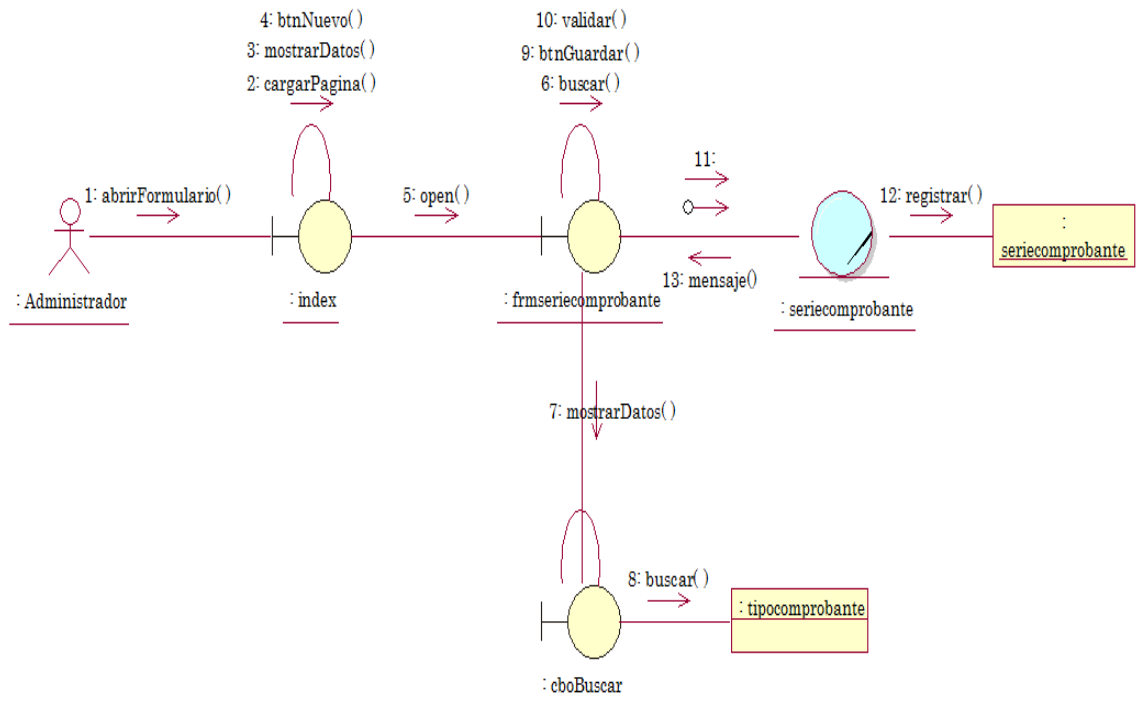 4: btnNuevo( )
3: mostrarDatos( )
2: cargarPagina( )
10: validar( )
9: btnGuardar( )
6: buscar( )
1: abrirFormulario( )
5: open( )
11:
12: registrar( )
:
seriecomprobante
13: mensaje( )
: Administrador
: index
: frmseriecomprobante
: seriecomprobante
7: mostrarDatos( )
8: buscar( )
: tipocomprobante
: cboBuscar